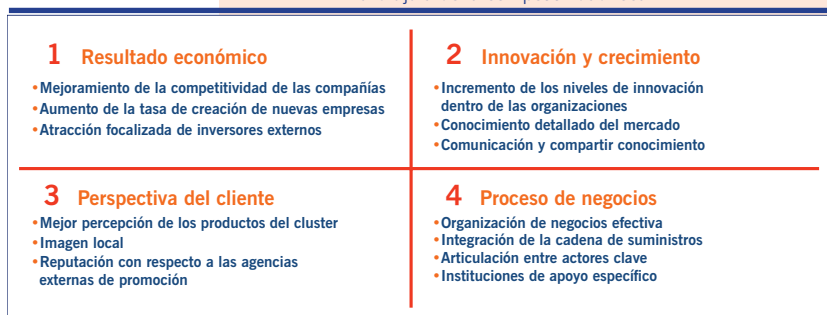 1 Resultado económico
• Mejoramiento de la competitividad de las compañías
• Aumento de la tasa de creación de nuevas empresas
• Atracción focalizada de inversores externos
2 Innovación y crecimiento
• Incremento de los niveles de innovación
dentro de las organizaciones
• Conocimiento detallado del mercado
• Comunicación y compartir conocimiento
3 Perspectiva del cliente
• Mejor percepción de los productos del cluster
• Imagen local
• Reputación con respecto a las agencias
externas de promoción
4 Proceso de negocios
• Organización de negocios efectiva
• Integración de la cadena de suministros
• Articulación entre actores clave
• Instituciones de apoyo específico